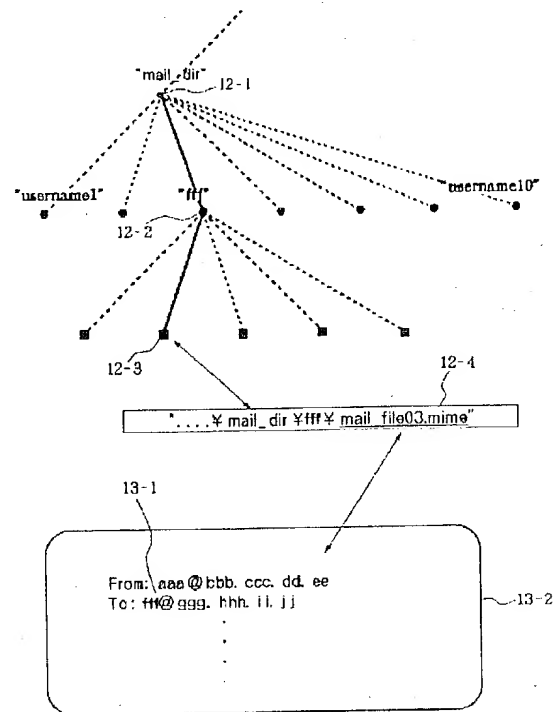 "mail_dir"
12-1
"username1"
"fff"
"username10"
12-2
12-3
12-4
"....¥ mail_dir ¥fff¥ mail_file03.mime"
13-1
From: aaa@bbb. ccc. dd. ee
To: fff@ggg. hhh. ii. jj
.
.
.
.
13-2